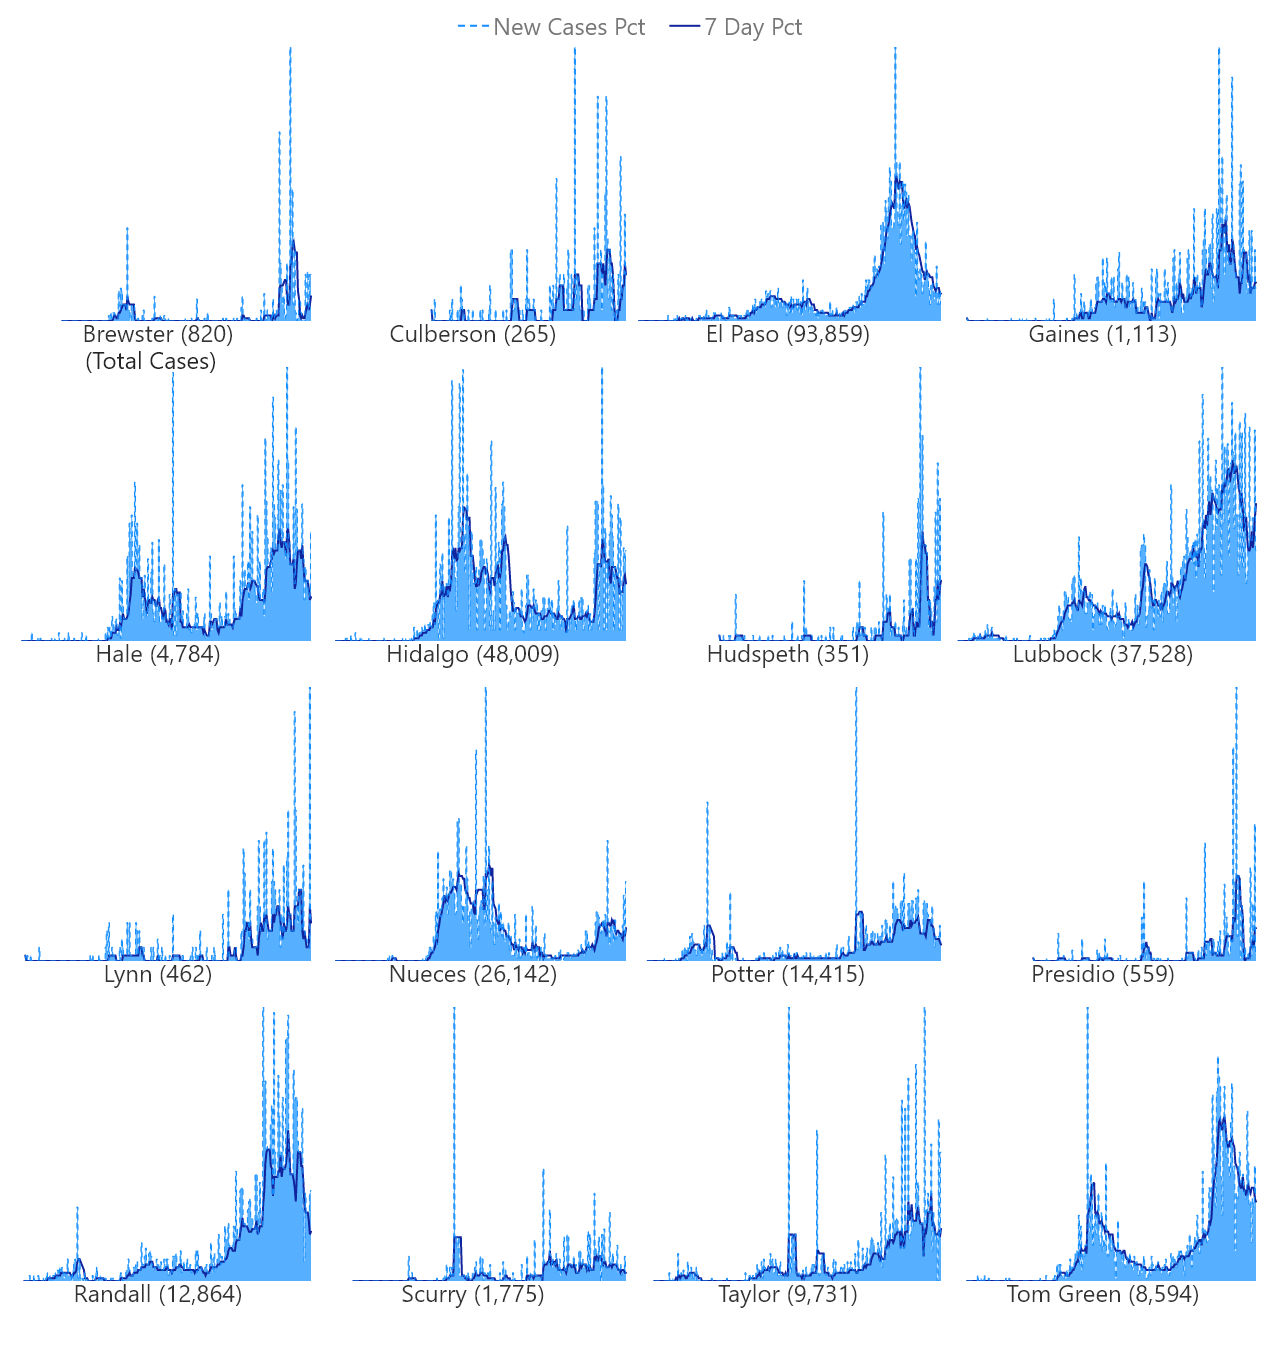 New Cases Pct 7 Day Pct
Brewster (820) Culberson (265) El Paso (93,859) Gaines (1,113)
(Total Cases)
Hale (4,784) Hidalgo (48,009) Hudspeth (351) Lubbock (37,528)
Lynn (462) Nueces (26,142) Potter (14,415) Presidio (559)
Randall (12,864) Scurry (1,775) Taylor (9,731) Tom Green (8,594)